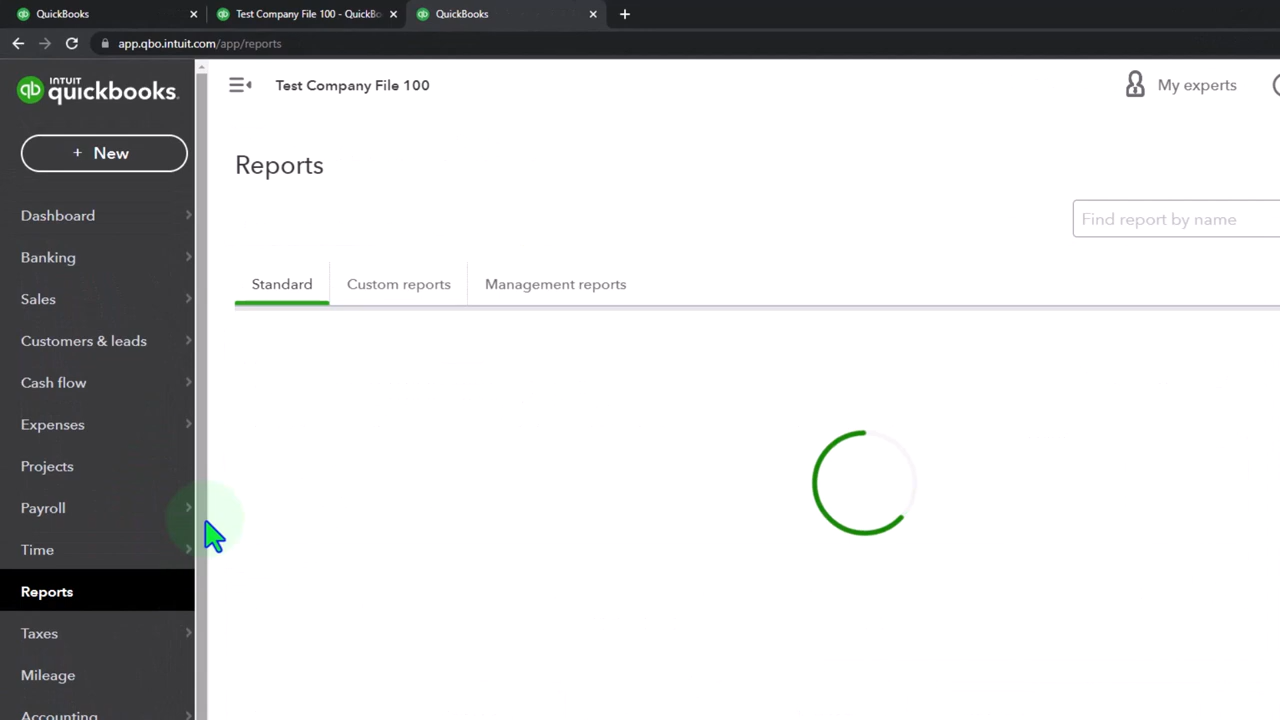 QuickBooks
Test Company File 100 - QuickBo
QuickBooks
app.qbo.intuit.com/app/reports
INTUIT
quickbooks.
Test Company File 100
My experts
+ New
Reports
Dashboard
Find report by name
Banking
Standard
Custom reports
Management reports
Sales
Customers & leads
Cash flow
Expenses
Projects
Payroll
Time
Reports
Taxes
Mileage
Accounting